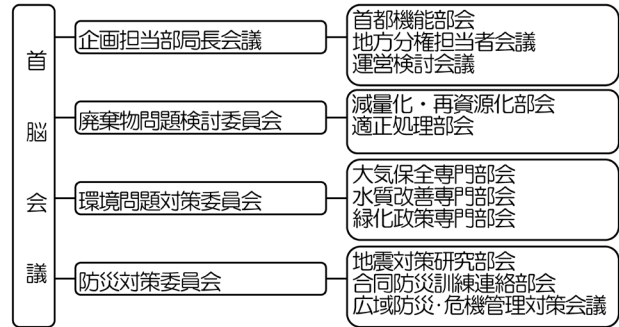 首脳会議
企画担当部局長会議
首都機能部会
地方分権担当者会議
運営検討会議
廃棄物問題検討委員会
減量化・再資源化部会
適正処理部会
環境問題対策委員会
大気保全専門部会
水質改善専門部会
緑化政策専門部会
防災対策委員会
地震対策研究部会
合同防災訓練連絡部会
広域防災・危機管理対策会議